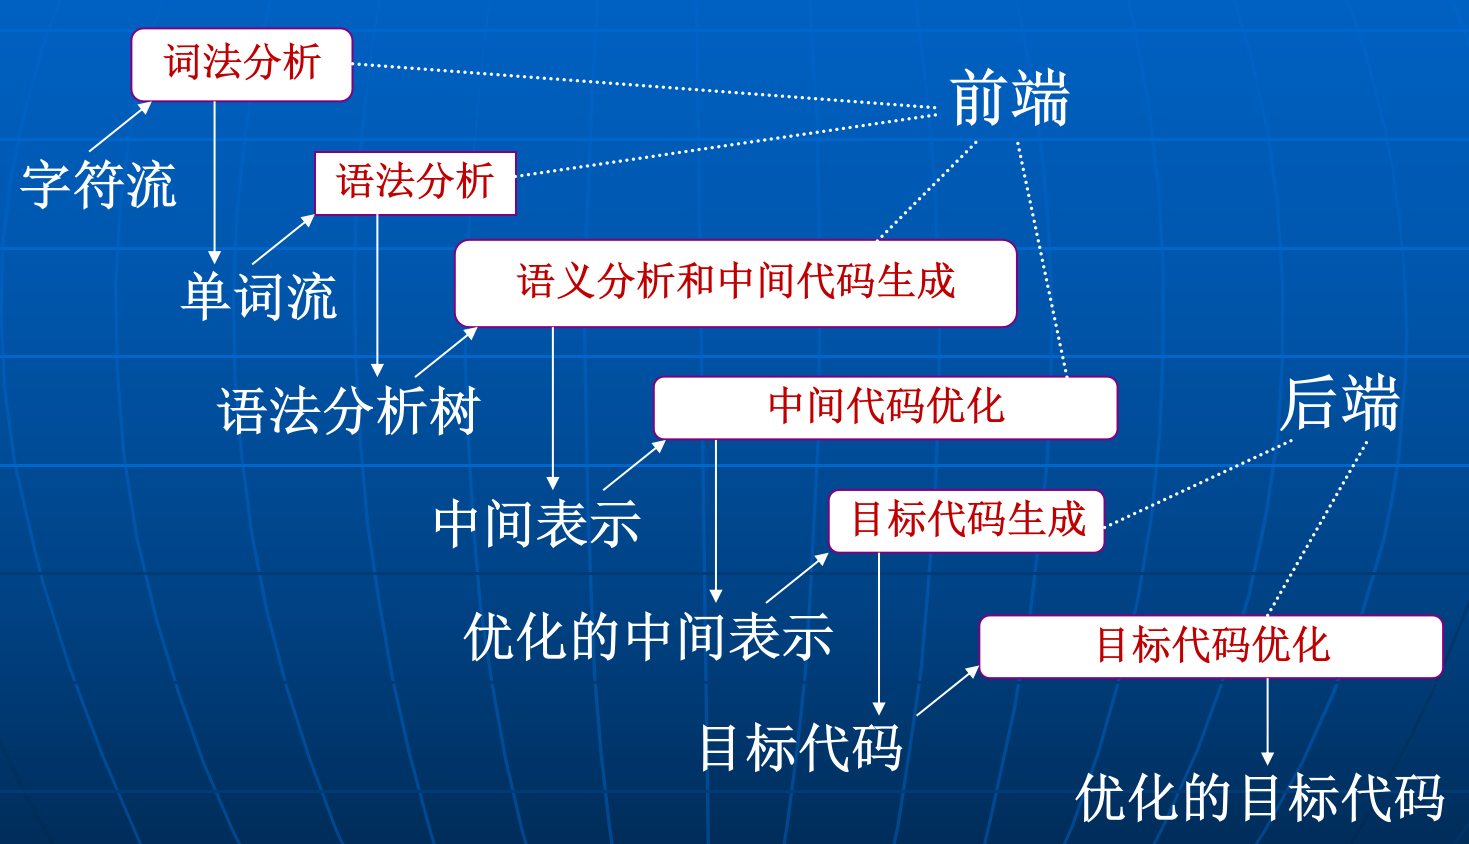 词法分析
前端
字符流
语法分析
单词流
语义分析和中间代码生成
语法分析树
中间代码优化
后端
中间表示
目标代码生成
优化的中间表示
目标代码优化
目标代码
优化的目标代码